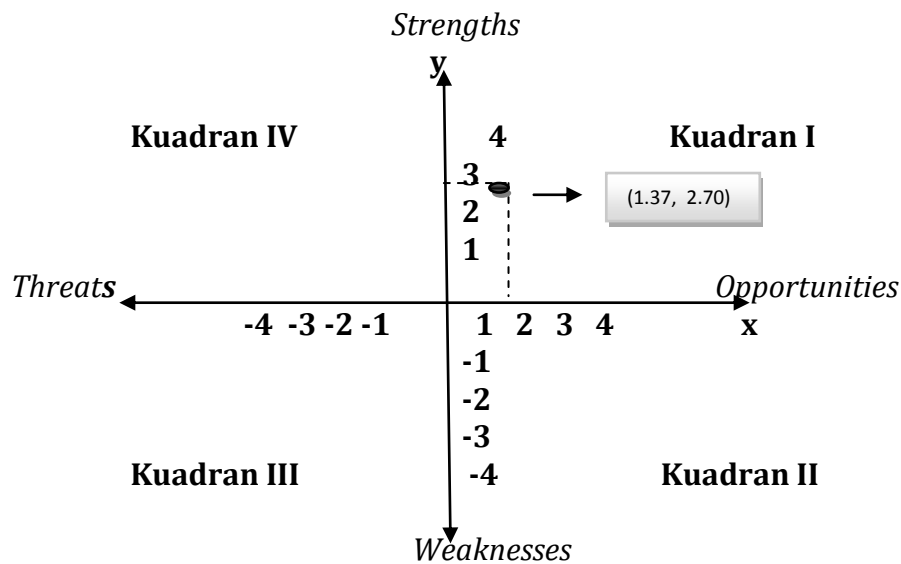 Strengths
y
Kuadran IV 4 Kuadran I
3
(1.37, 2.70)
2
1
Threats Opportunities
-4 -3 -2 -1 1 2 3 4 x
-1
-2
-3
Kuadran III -4 Kuadran II
Weaknesses